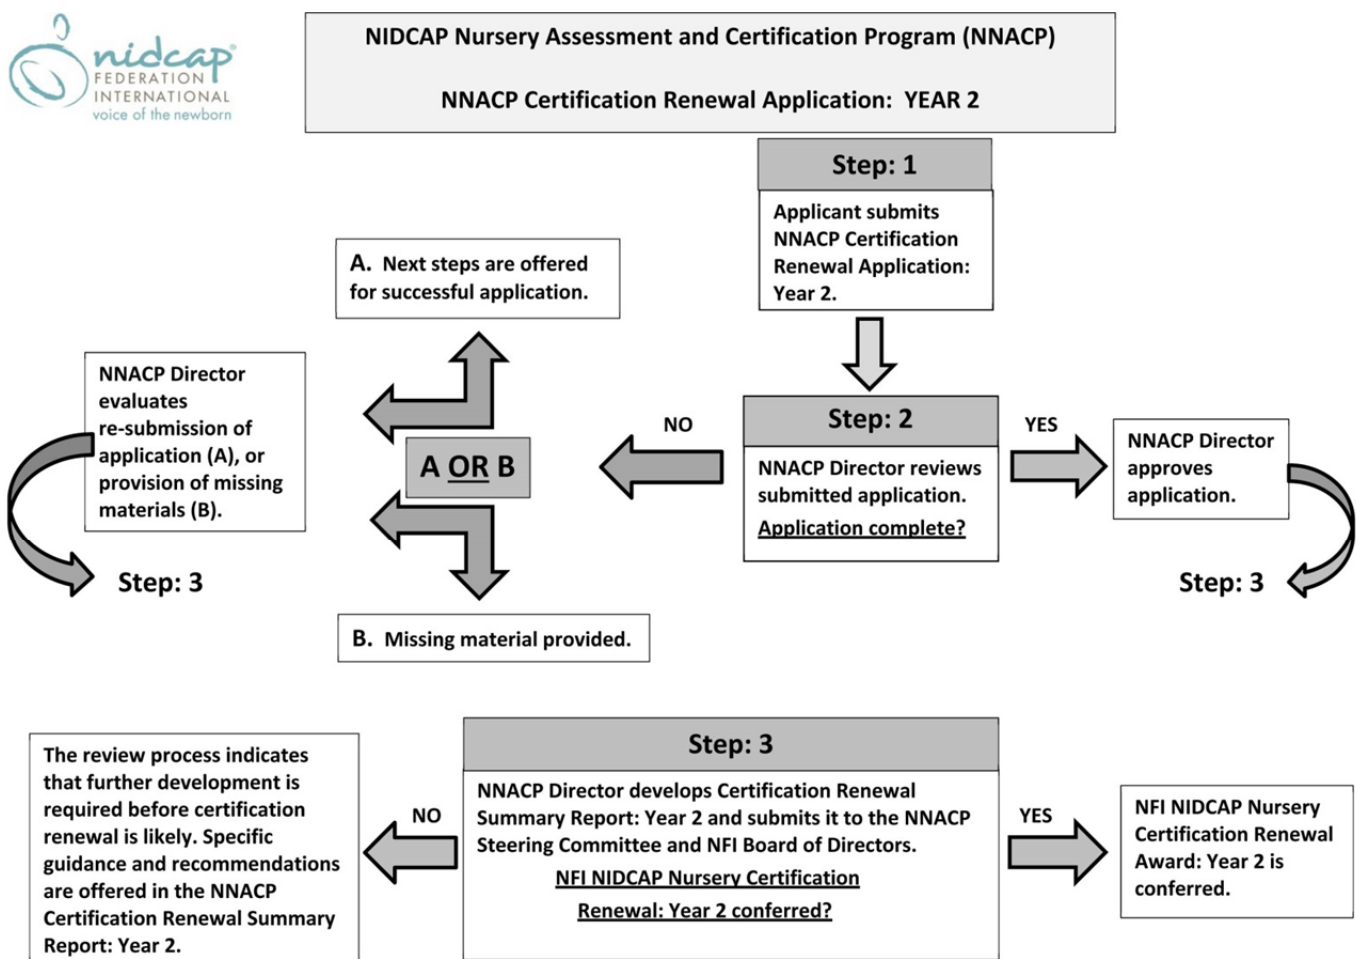 nidcap®
FEDERATION
INTERNATIONAL
voice of the newborn
NIDCAP Nursery Assessment and Certification Program (NNACP)
NNACP Certification Renewal Application: YEAR 2
Step: 1
Applicant submits
NNACP Certification
Renewal Application:
Year 2.
A. Next steps are offered
for successful application.
NNACP Director
evaluates
re-submission of
application (A), or
provision of missing
materials (B).
Step: 3
A OR B
B. Missing material provided.
NO
Step: 2
NNACP Director reviews
submitted application.
Application complete?
YES
NNACP Director
approves
application.
Step: 3
The review process indicates
that further development is
required before certification
renewal is likely. Specific
guidance and recommendations
are offered in the NNACP
Certification Renewal Summary
Report: Year 2.
NO
Step: 3
NNACP Director develops Certification Renewal
Summary Report: Year 2 and submits it to the NNACP
Steering Committee and NFI Board of Directors.
NFI NIDCAP Nursery Certification
Renewal: Year 2 conferred?
YES
NFI NIDCAP Nursery
Certification Renewal
Award: Year 2 is
conferred.